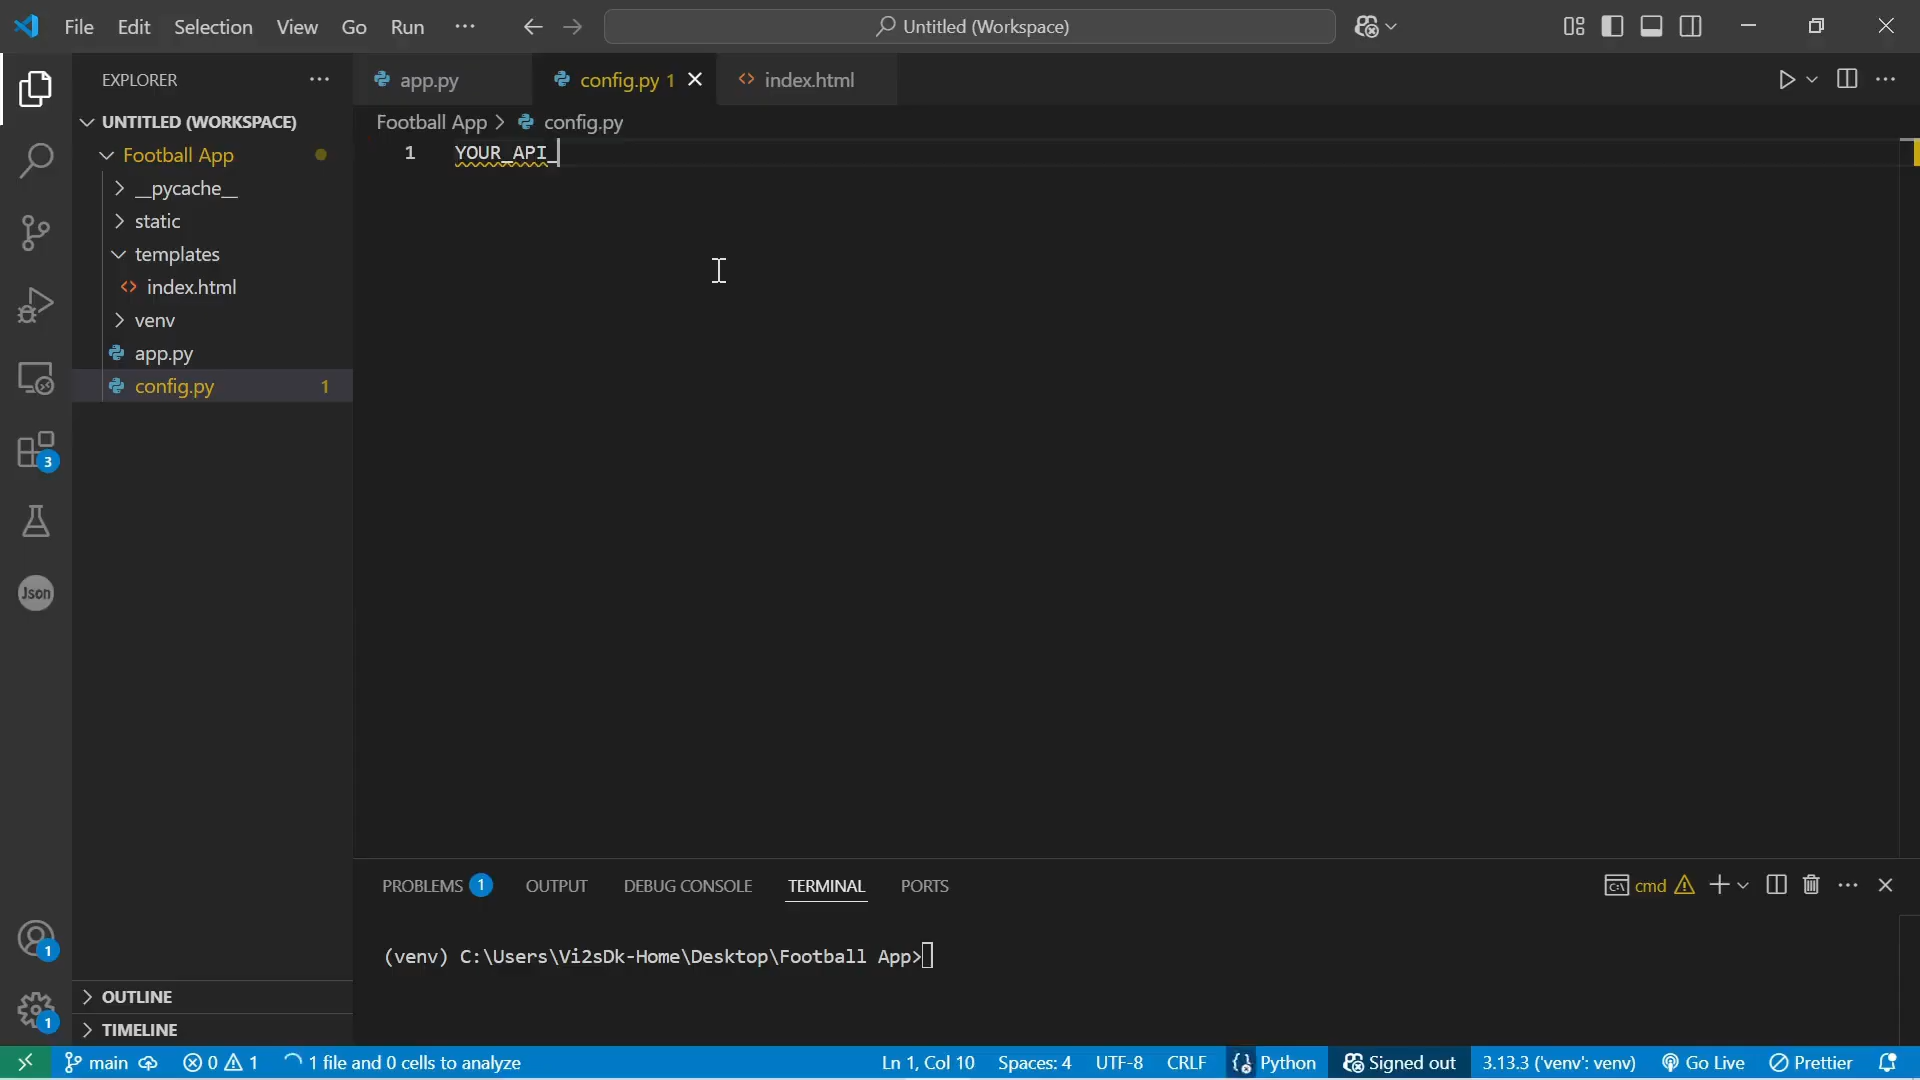 File Edit Selection View Go Run ··· Untitled (Workspace)
EXPLORER ···
app.py config.py 1 index.html
UNTITLED (WORKSPACE)
Football App > config.py
1 YOUR_API_
Football App
__pycache__
static
templates
index.html
venv
app.py
config.py 1
3
Json
PROBLEMS 1 OUTPUT DEBUG CONSOLE TERMINAL PORTS cmd
(venv) C:\Users\Vi2sDk-Home\Desktop\Football App>
1
OUTLINE
1
TIMELINE
main 0 1 1 file and 0 cells to analyze Ln 1, Col 10 Spaces: 4 UTF-8 CRLF Python Signed out 3.13.3 ('venv': venv) Go Live Prettier